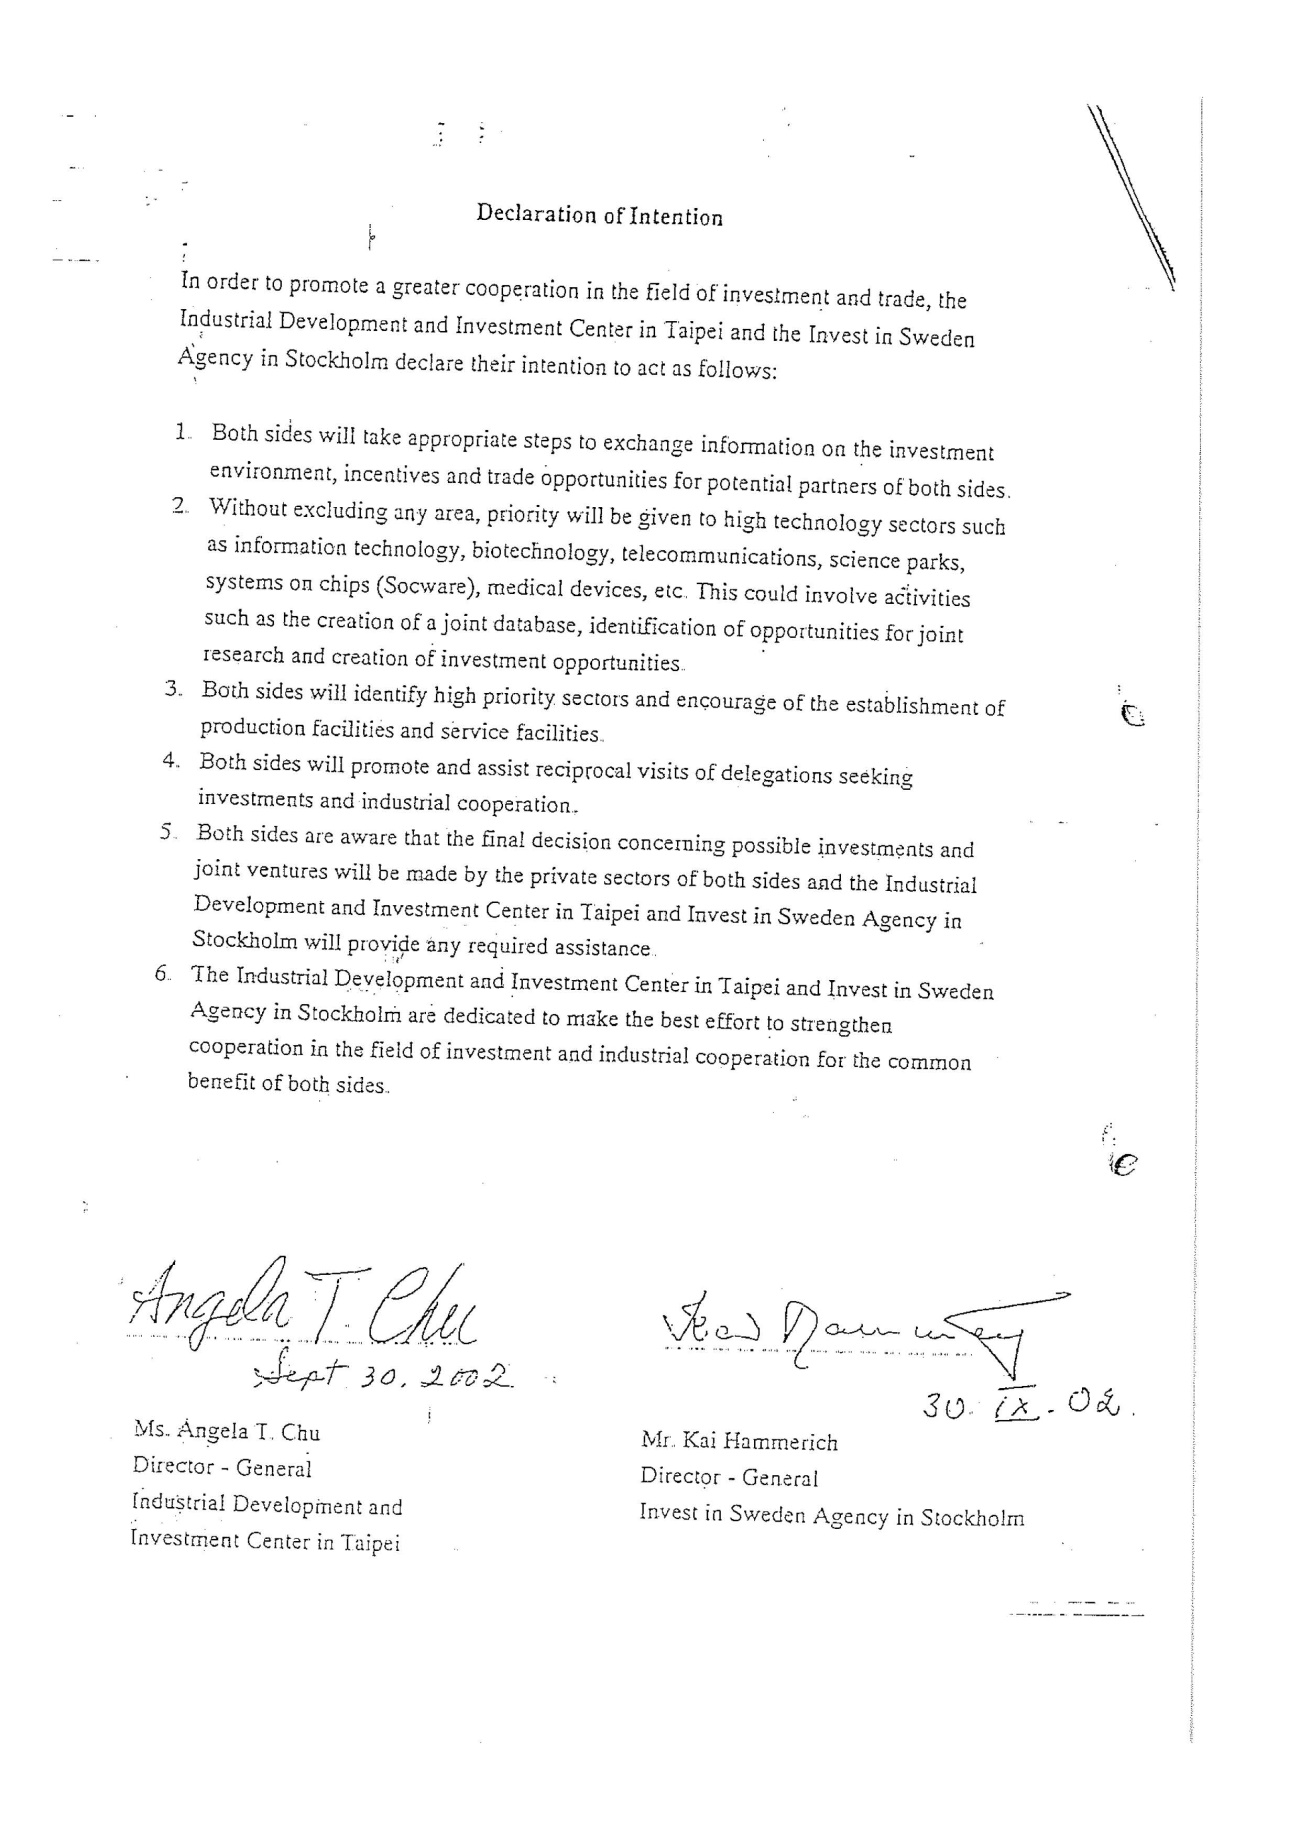 Declaration of Intention
In order to promote a greater cooperation in the field of investment and trade, the
Industrial Development and Investment Center in Taipei and the Invest in Sweden
Agency in Stockholm declare their intention to act as follows:
1. Both sides will take appropriate steps to exchange information on the investment
environment, incentives and trade opportunities for potential partners of both sides.
2. Without excluding any area, priority will be given to high technology sectors such
as information technology, biotechnology, telecommunications, science parks,
systems on chips (Socware), medical devices, etc. This could involve activities
such as the creation of a joint database, identification of opportunities for joint
research and creation of investment opportunities.
3. Both sides will identify high priority sectors and encourage of the establishment of
production facilities and service facilities.
4. Both sides will promote and assist reciprocal visits of delegations seeking
investments and industrial cooperation.
5. Both sides are aware that the final decision concerning possible investments and
joint ventures will be made by the private sectors of both sides and the Industrial
Development and Investment Center in Taipei and Invest in Sweden Agency in
Stockholm will provide any required assistance.
6. The Industrial Development and Investment Center in Taipei and Invest in Sweden
Agency in Stockholm are dedicated to make the best effort to strengthen
cooperation in the field of investment and industrial cooperation for the common
benefit of both sides.
Angela T. Chu
Sept 30, 2002
Ms. Angela T. Chu
Director - General
Industrial Development and
Investment Center in Taipei
30. IX. 02.
Mr. Kai Hammerich
Director - General
Invest in Sweden Agency in Stockholm